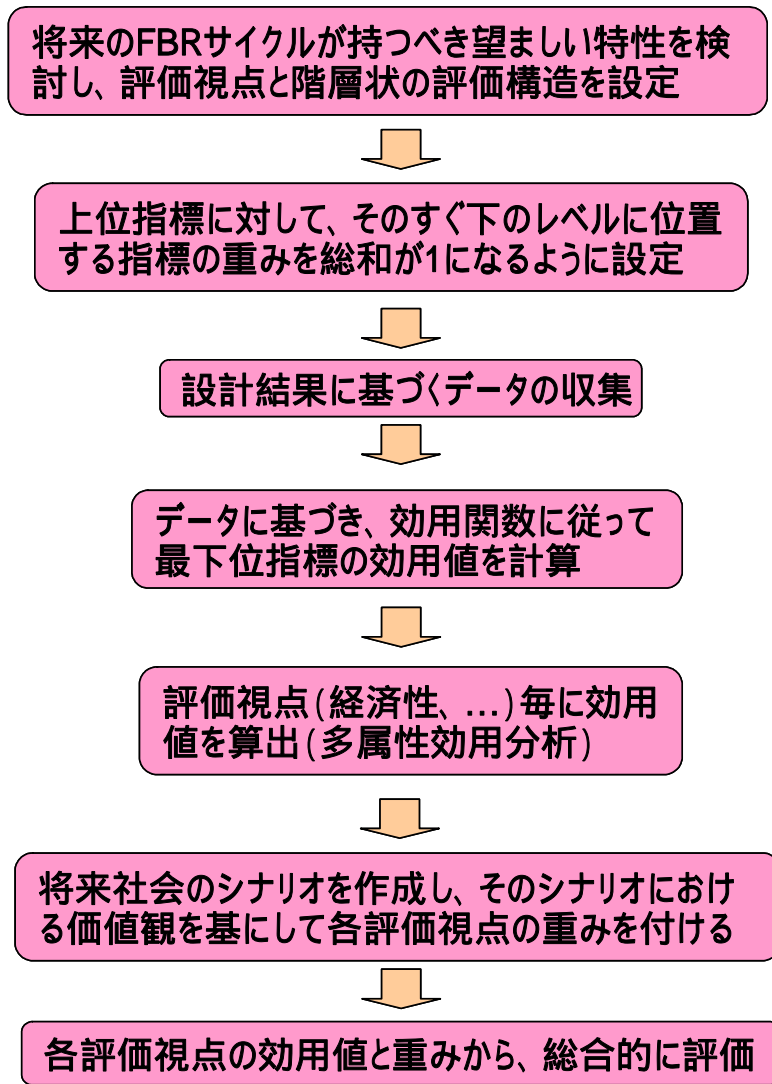 将来のFBRサイクルが持つべき望ましい特性を検
討し、評価視点と階層状の評価構造を設定
上位指標に対して、そのすぐ下のレベルに位置
する指標の重みを総和が1になるように設定
設計結果に基づくデータの収集
データに基づき、効用関数に従って
最下位指標の効用値を計算
評価視点(経済性、...)毎に効用
値を算出(多属性効用分析)
将来社会のシナリオを作成し、そのシナリオにおけ
る価値観を基にして各評価視点の重みを付ける
各評価視点の効用値と重みから、総合的に評価